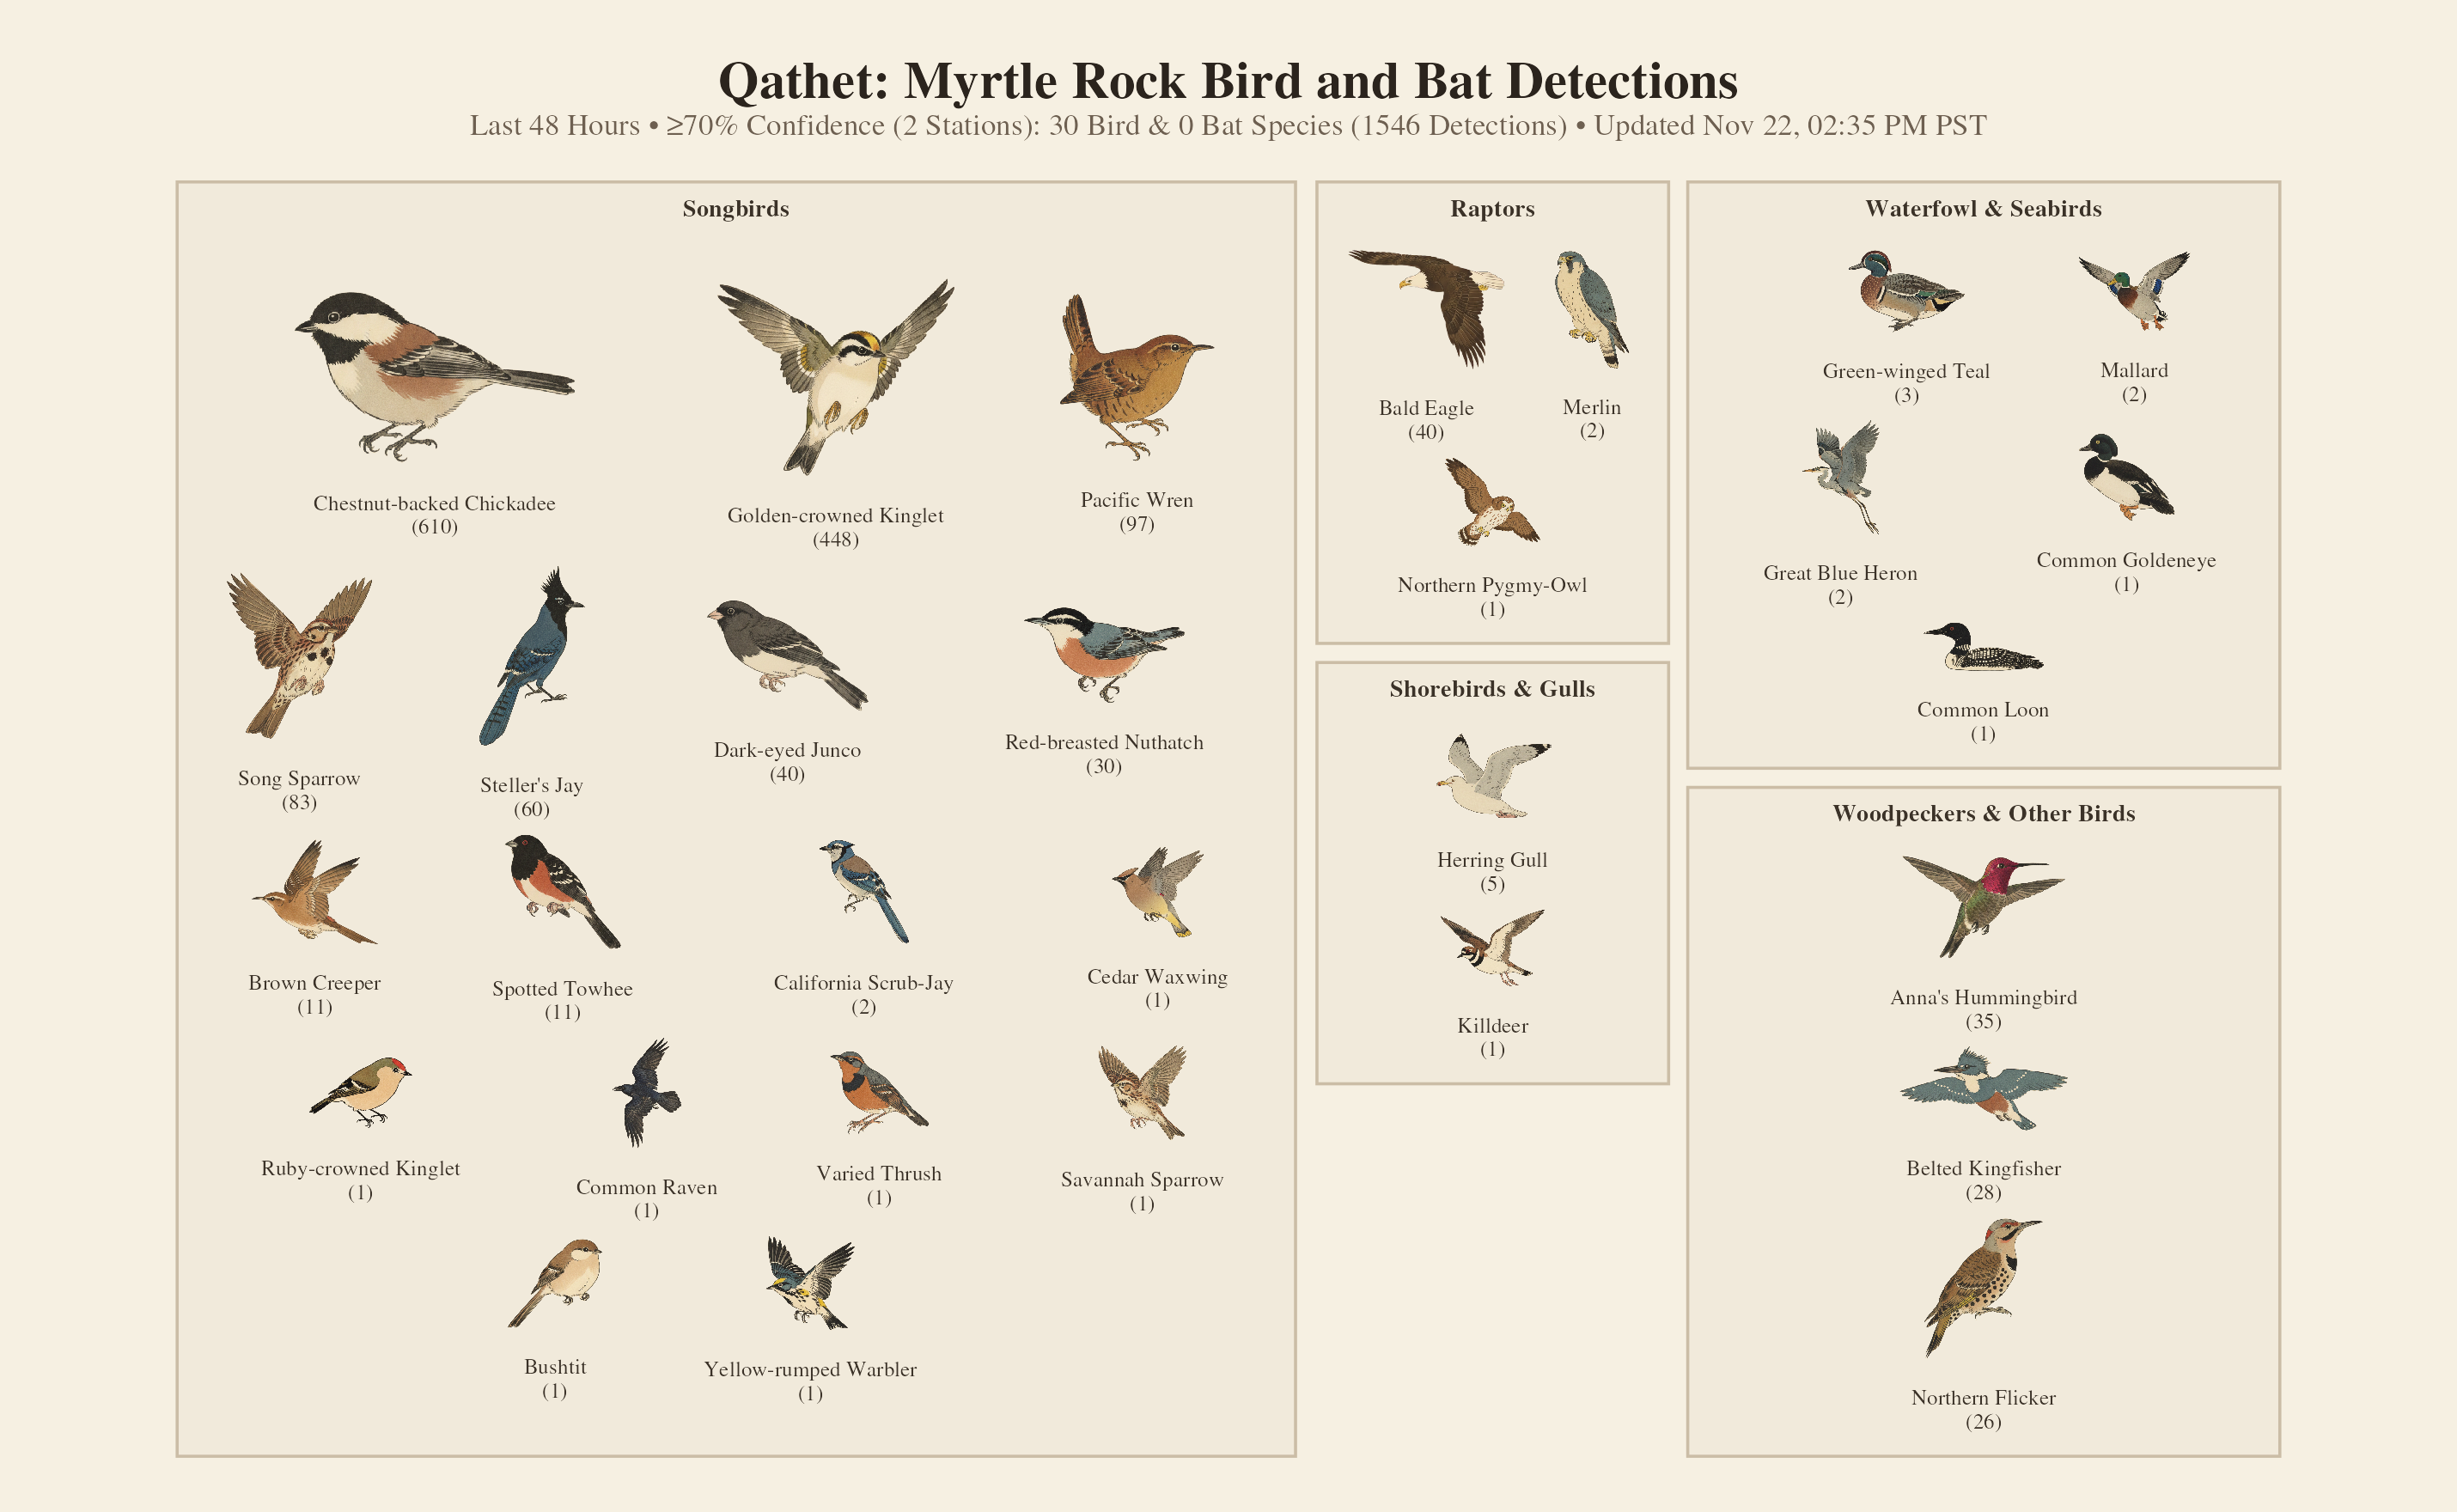 Qathet: Myrtle Rock Bird and Bat Detections
Last 48 Hours • ≥70% Confidence (2 Stations): 30 Bird & 0 Bat Species (1546 Detections) • Updated Nov 22, 02:35 PM PST
Songbirds
Chestnut-backed Chickadee
(610)
Golden-crowned Kinglet
(448)
Pacific Wren
(97)
Song Sparrow
(83)
Steller's Jay
(60)
Dark-eyed Junco
(40)
Red-breasted Nuthatch
(30)
Brown Creeper
(11)
Spotted Towhee
(11)
California Scrub-Jay
(2)
Cedar Waxwing
(1)
Ruby-crowned Kinglet
(1)
Common Raven
(1)
Varied Thrush
(1)
Savannah Sparrow
(1)
Bushtit
(1)
Yellow-rumped Warbler
(1)
Raptors
Bald Eagle
(40)
Merlin
(2)
Northern Pygmy-Owl
(1)
Shorebirds & Gulls
Herring Gull
(5)
Killdeer
(1)
Waterfowl & Seabirds
Green-winged Teal
(3)
Mallard
(2)
Great Blue Heron
(2)
Common Goldeneye
(1)
Common Loon
(1)
Woodpeckers & Other Birds
Anna's Hummingbird
(35)
Belted Kingfisher
(28)
Northern Flicker
(26)